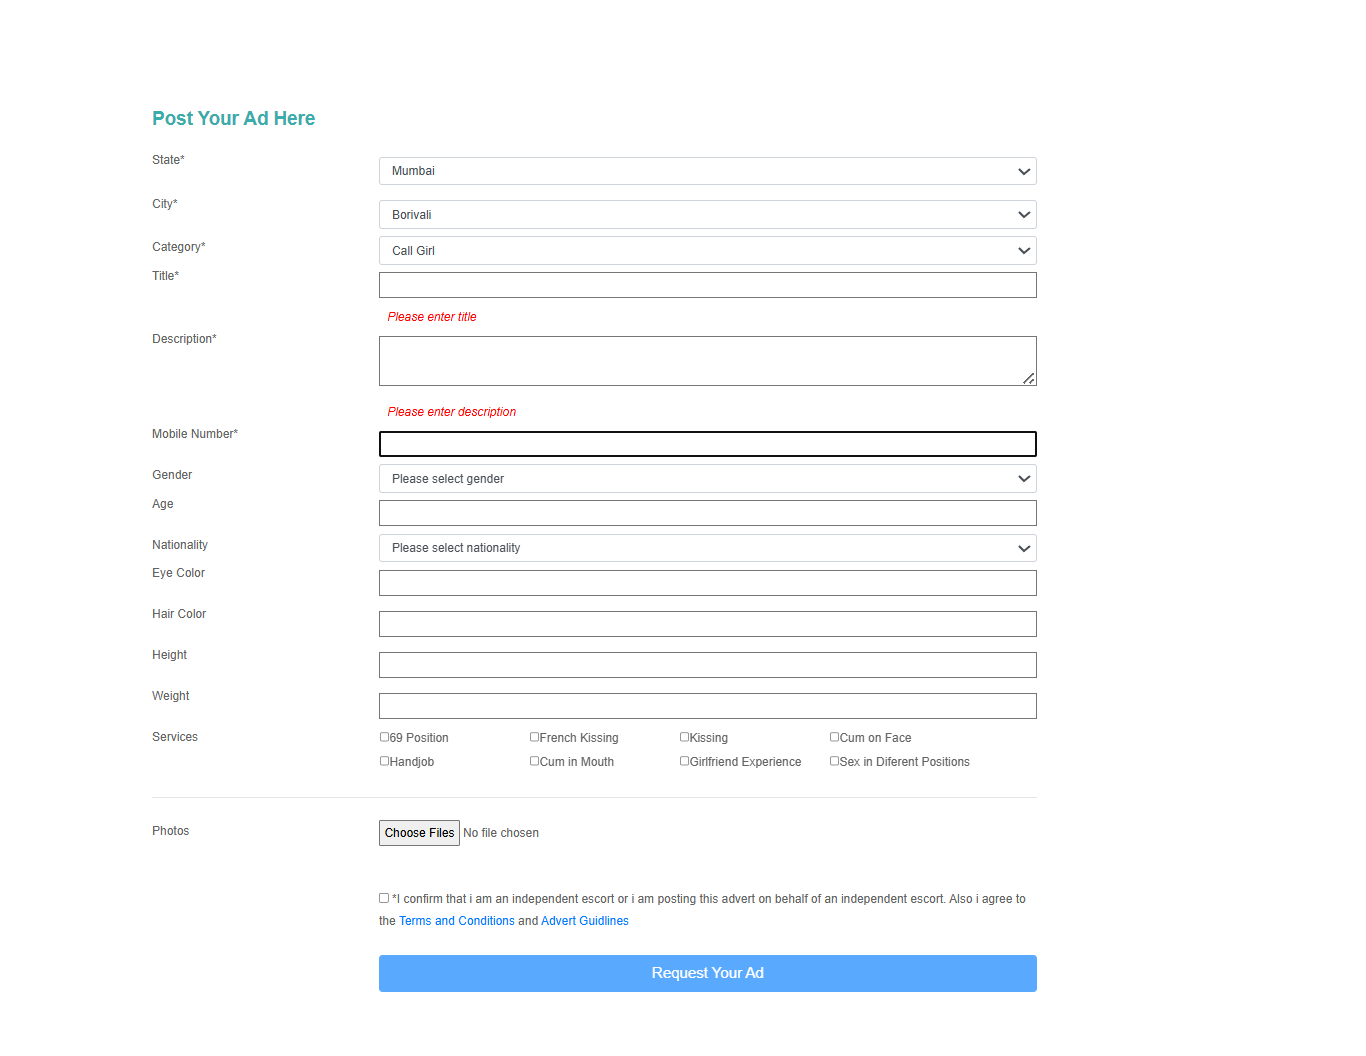 Post Your Ad Here
State*
Mumbai
City*
Borivali
Category*
Call Girl
Title*
Please enter title
Description*
Please enter description
Mobile Number*
Gender
Please select gender
Age
Nationality
Please select nationality
Eye Color
Hair Color
Height
Weight
Services
69 Position French Kissing Kissing Cum on Face
Handjob Cum in Mouth Girlfriend Experience Sex in Diferent Positions
Photos
Choose Files No file chosen
*I confirm that i am an independent escort or i am posting this advert on behalf of an independent escort. Also i agree to
the Terms and Conditions and Advert Guidlines
Request Your Ad